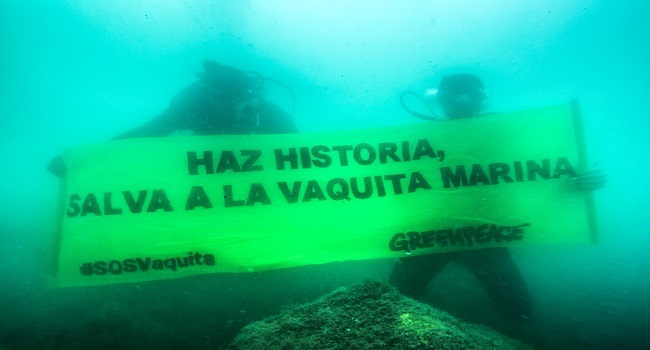 HAZ HISTORIA,
SALVA A LA VAQUITA MARINA
#SOSVaquita
GREENPEACE